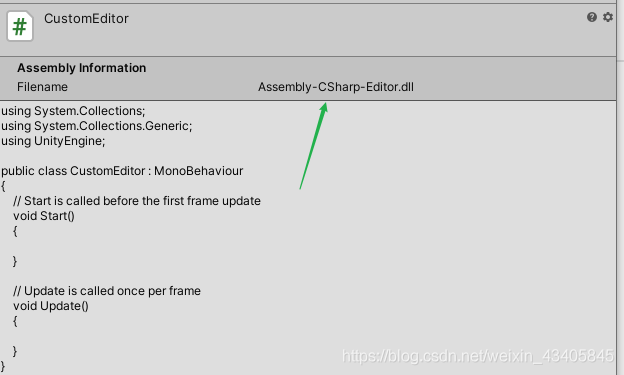 CustomEditor
Assembly Information
Filename Assembly-CSharp-Editor.dll
using System.Collections;
using System.Collections.Generic;
using UnityEngine;
public class CustomEditor : MonoBehaviour
{
// Start is called before the first frame update
void Start()
{
}
// Update is called once per frame
void Update()
{
}
}
https://blog.csdn.net/weixin_43405845